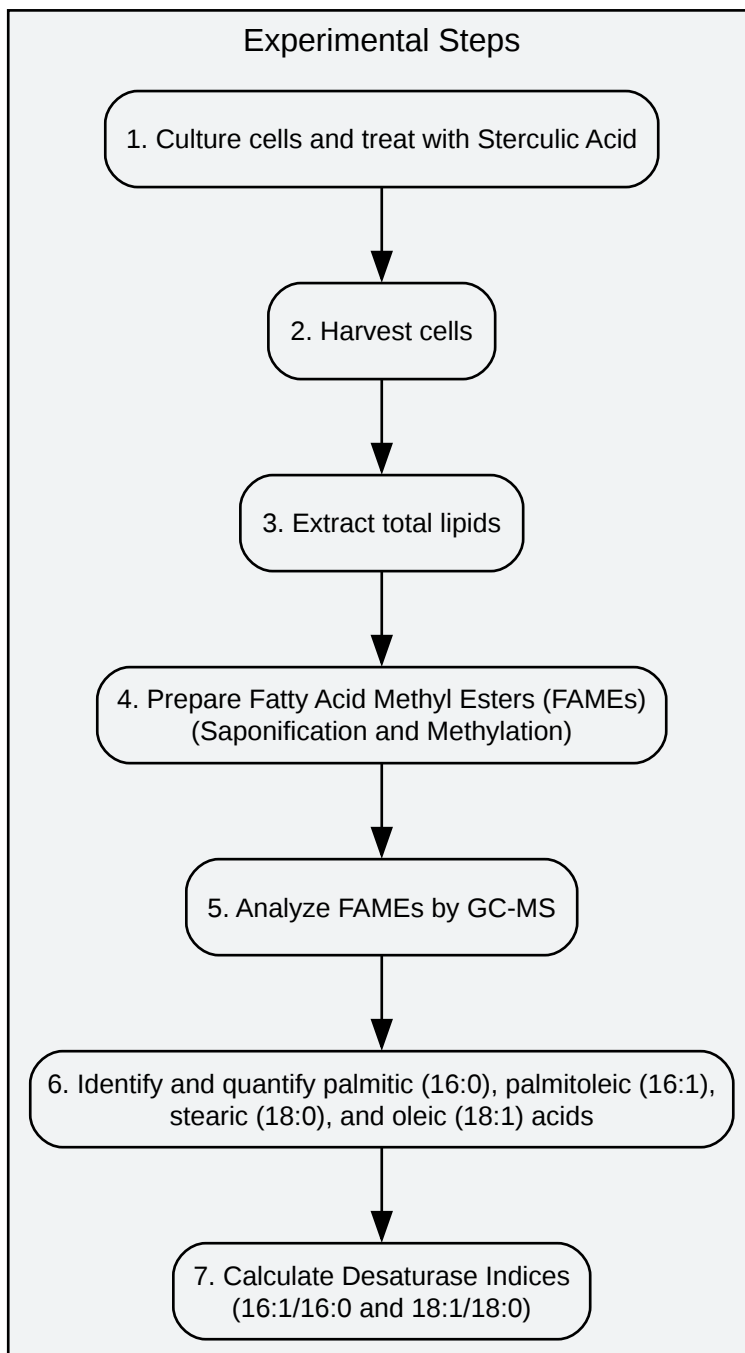 Experimental Steps
1. Culture cells and treat with Sterculic Acid
2. Harvest cells
3. Extract total lipids
4. Prepare Fatty Acid Methyl Esters (FAMEs)
(Saponification and Methylation)
5. Analyze FAMEs by GC-MS
6. Identify and quantify palmitic (16:0), palmitoleic (16:1),
stearic (18:0), and oleic (18:1) acids
7. Calculate Desaturase Indices
(16:1/16:0 and 18:1/18:0)